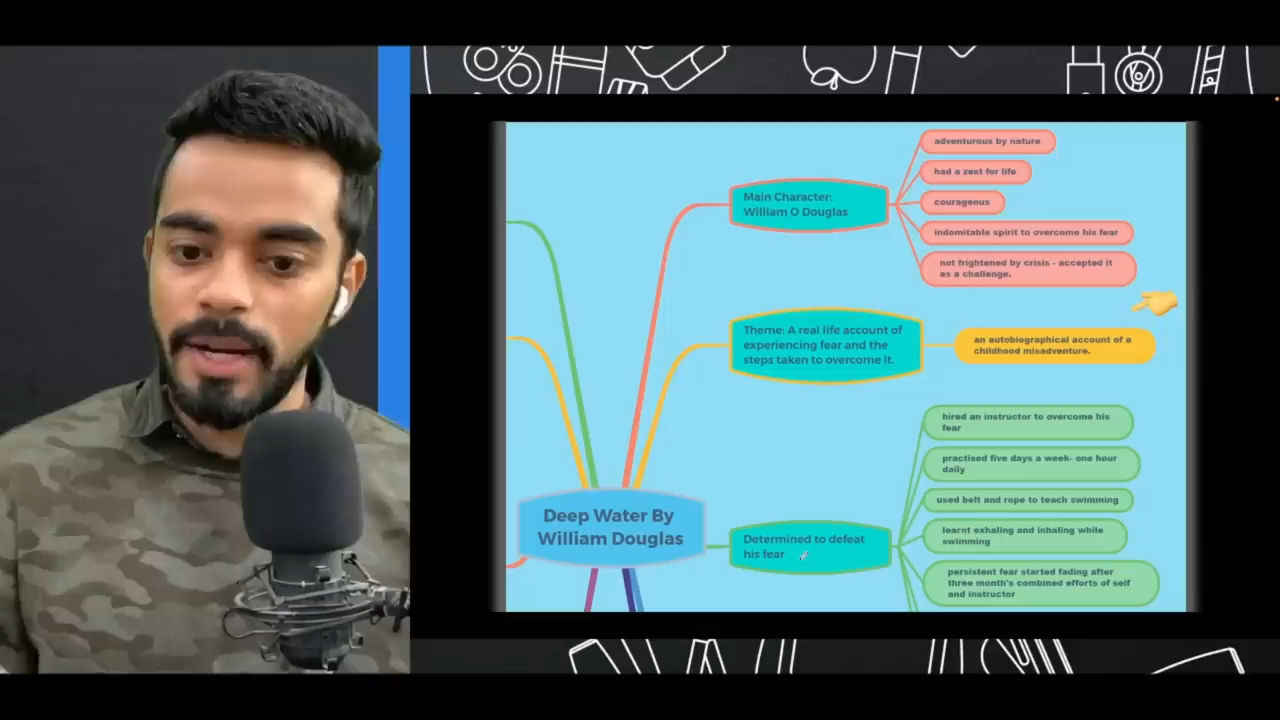 adventurous by nature
had a zest for life
Main Character:
William O Douglas
courageous
indomitable spirit to overcome his fear
not frightened by crisis - accepted it
as a challenge.
Theme: A real life account of
experiencing fear and the
steps taken to overcome it.
an autobiographical account of a
childhood misadventure.
hired an instructor to overcome his
fear
practised five days a week- one hour
daily
used belt and rope to teach swimming
Deep Water By
William Douglas
Determined to defeat
his fear
learnt exhaling and inhaling while
swimming
persistent fear started fading after
three month's combined efforts of self
and instructor